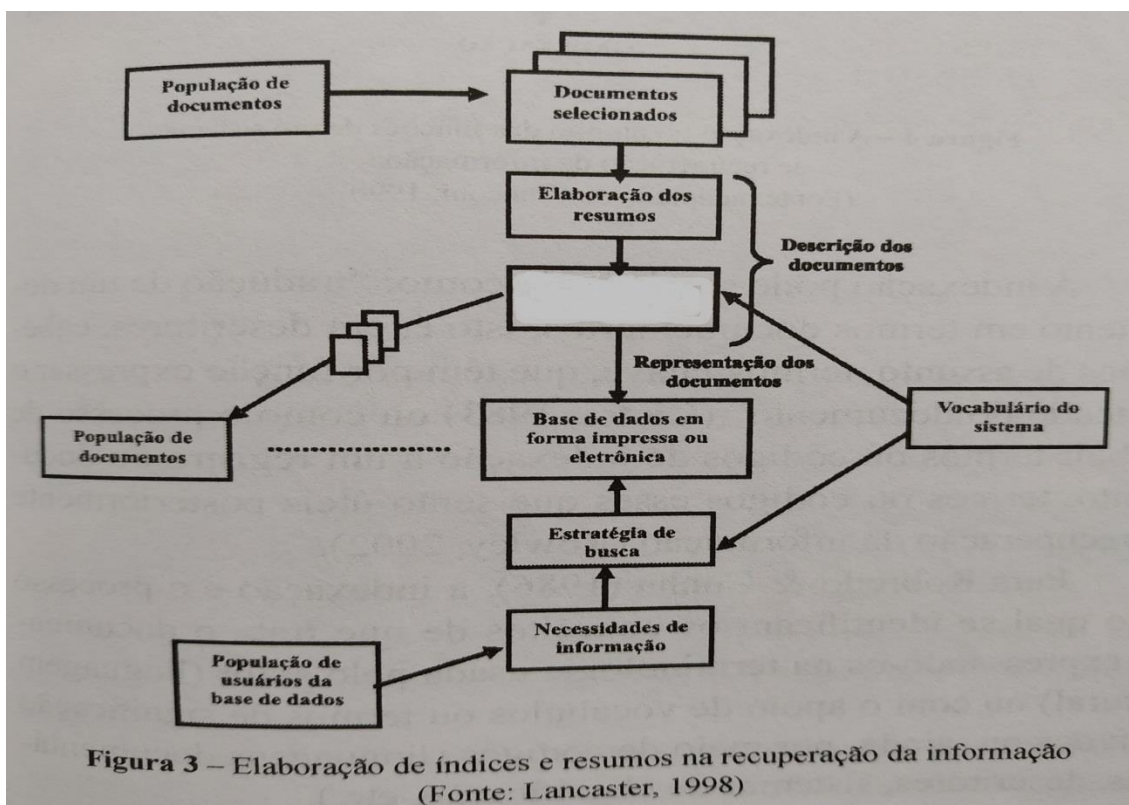 População de
documentos
Documentos
selecionados
Elaboração dos
resumos
Descrição dos
documentos
Representação dos
documentos
População de
documentos
Base de dados em
forma impressa ou
eletrônica
Vocabulário do
sistema
Estratégia de
busca
Necessidades de
informação
População de
usuários da
base de dados
Figura 3 – Elaboração de índices e resumos na recuperação da informação
(Fonte: Lancaster, 1998)